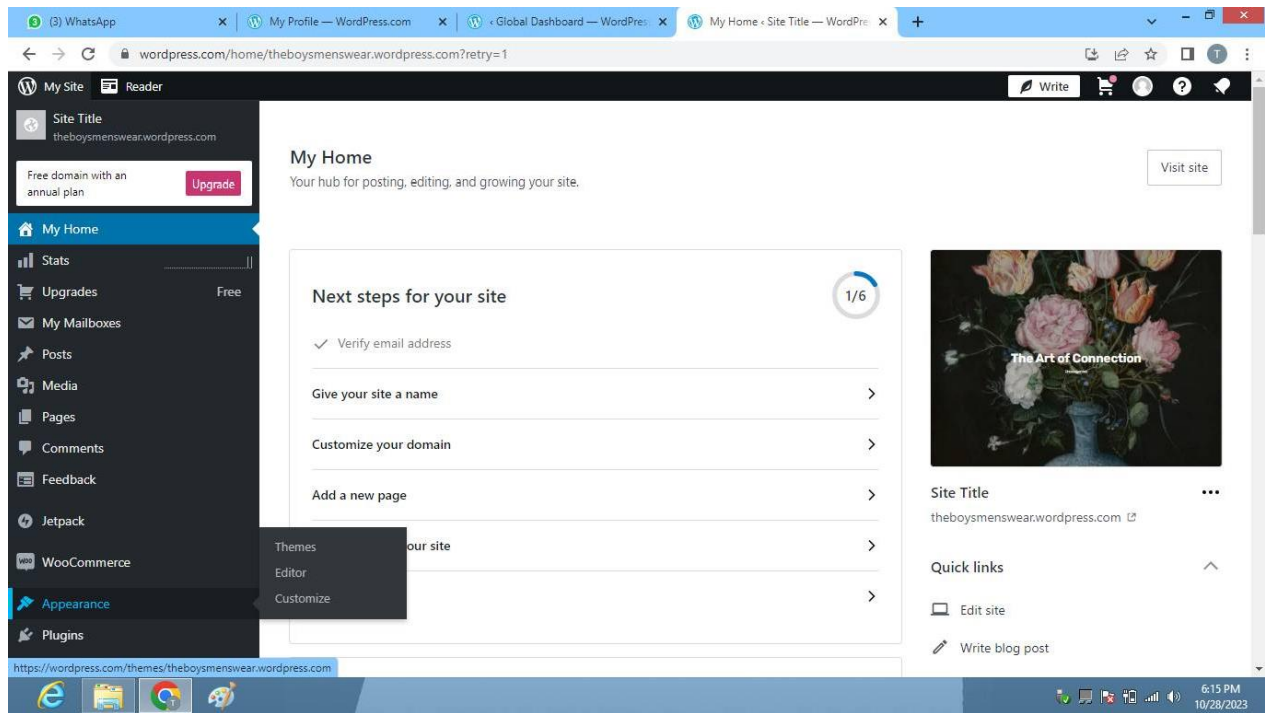 (3) WhatsApp
My Profile — WordPress.com
‹ Global Dashboard — WordPres
My Home ‹ Site Title — WordPre
wordpress.com/home/theboysmenswear.wordpress.com?retry=1
T
My Site
Reader
Write
Site Title
theboysmenswear.wordpress.com
Free domain with an
annual plan
Upgrade
My Home
Stats
Upgrades Free
My Mailboxes
Posts
Media
Pages
Comments
Feedback
Jetpack
WooCommerce
Appearance
Plugins
Themes
Editor
Customize
https://wordpress.com/themes/theboysmenswear.wordpress.com
My Home
Your hub for posting, editing, and growing your site.
Visit site
Next steps for your site
1/6
Verify email address
Give your site a name
Customize your domain
Add a new page
our site
The Art of Connection
Site Title
theboysmenswear.wordpress.com
Quick links
Edit site
Write blog post
6:15 PM
10/28/2023